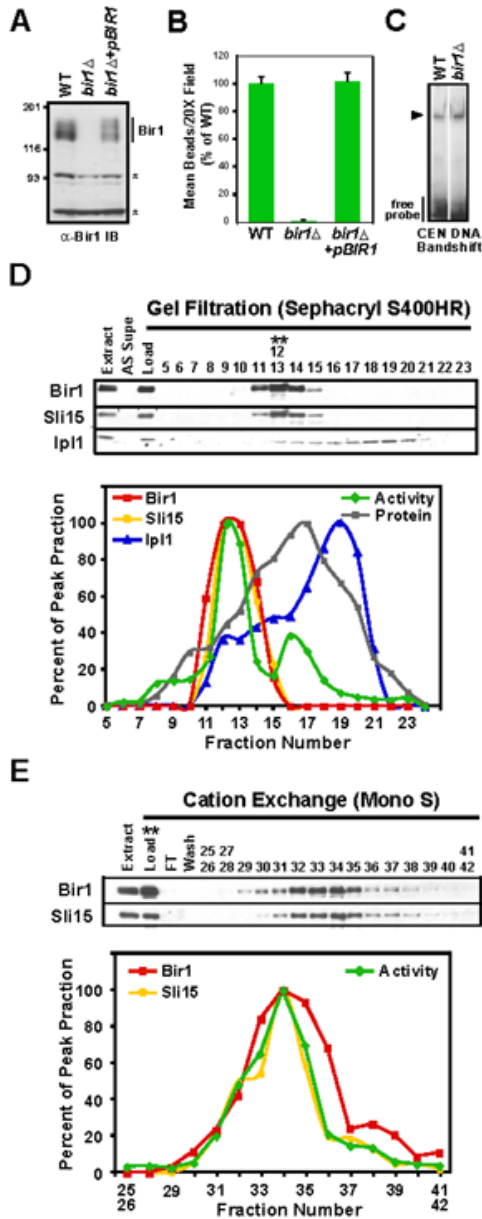 A
WT
bir1Δ
bir1Δ+pBIR1
201
116
93
Bir1
*
*
α-Bir1 IB
B
Mean Beads/20X Field
(% of WT)
120
100
80
60
40
20
0
WT
bir1Δ
bir1Δ
+pBIR1
C
WT
bir1Δ
free
probe
CEN DNA
Bandshift
D
Gel Filtration (Sephacryl S400HR)
Extract
AS Supe
Load
**
5 6 7 8 9 10 11 12 13 14 15 16 17 18 19 20 21 22 23
Bir1
Sli15
Ipl1
Bir1
Sli15
Ipl1
Activity
Protein
Percent of Peak Praction
100
80
60
40
20
0
5 7 9 11 13 15 17 19 21 23
Fraction Number
E
Cation Exchange (Mono S)
Extract
Load
**
FT
Wash
25 27 41
26 28 29 30 31 32 33 34 35 36 37 38 39 40 42
Bir1
Sli15
Bir1
Sli15
Activity
Percent of Peak Praction
100
80
60
40
20
0
25 29 31 33 35 37 39 41
26 42
Fraction Number